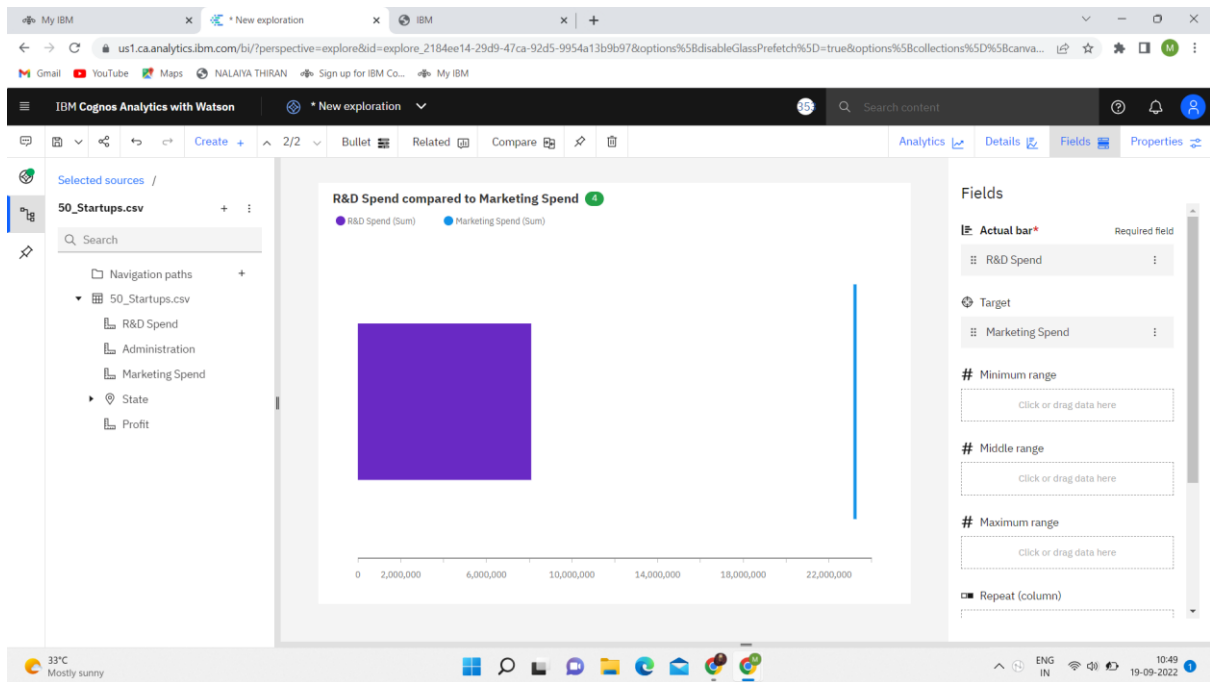 My IBM
* New exploration
IBM
us1.ca.analytics.ibm.com/bi/?perspective=explore&id=explore_2184ee14-29d9-47ca-92d5-9954a13b9b97&options%5BdisableGlassPrefetch%5D=true&options%5Bcollections%5D%5Bcanva...
Gmail YouTube Maps NALAIYA THIRAN Sign up for IBM Co... My IBM
IBM Cognos Analytics with Watson
* New exploration
Search content
Create + 2/2 Bullet Related Compare Analytics Details Fields Properties
Selected sources /
50_Startups.csv
Search
Navigation paths
50_Startups.csv
R&D Spend
Administration
Marketing Spend
State
Profit
R&D Spend compared to Marketing Spend 4
R&D Spend (Sum) Marketing Spend (Sum)
0 2,000,000 6,000,000 10,000,000 14,000,000 18,000,000 22,000,000
Fields
Actual bar* Required field
R&D Spend
Target
Marketing Spend
# Minimum range
Click or drag data here
# Middle range
Click or drag data here
# Maximum range
Click or drag data here
Repeat (column)
33°C
Mostly sunny
M
ENG
IN
10:49
19-09-2022
1